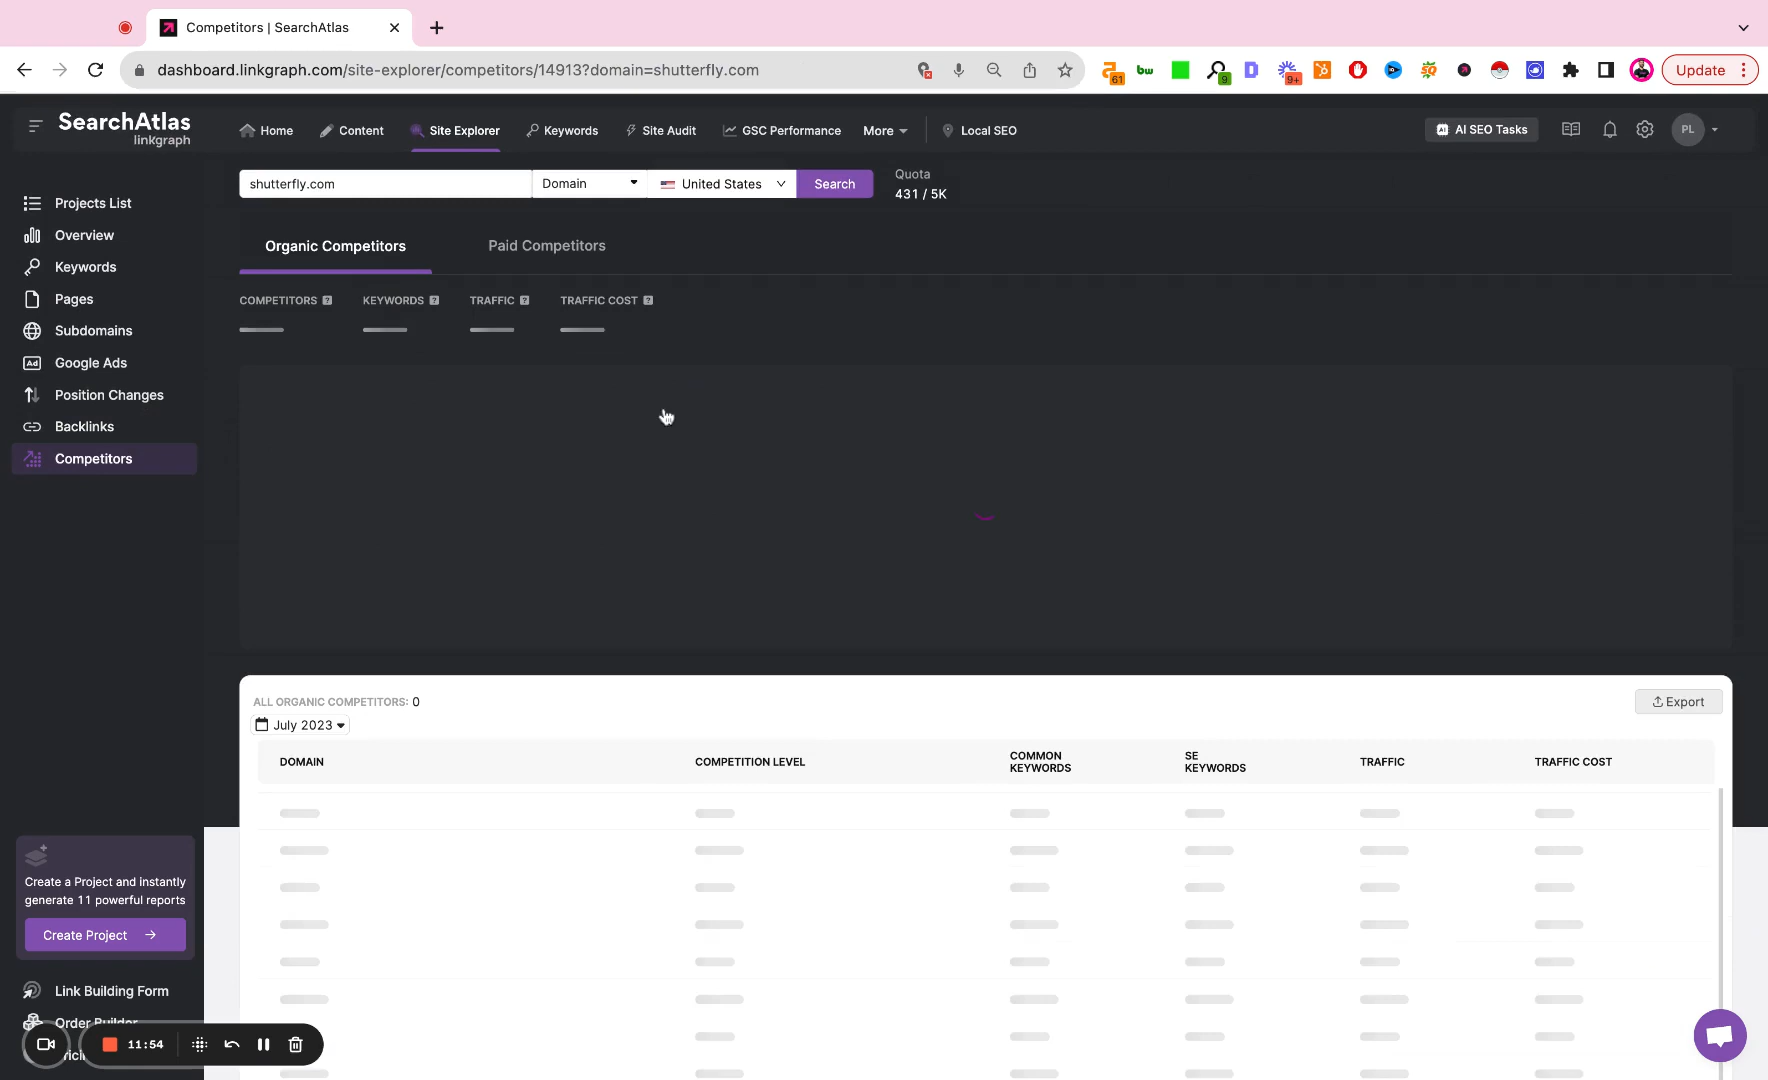 Competitors | SearchAtlas
dashboard.linkgraph.com/site-explorer/competitors/14913?domain=shutterfly.com
61
bw
9
9+
Update
SearchAtlas
linkgraph
Home
Content
Site Explorer
Keywords
Site Audit
GSC Performance
More
Local SEO
AI SEO Tasks
PL
shutterfly.com
Domain
United States
Search
Quota
431 / 5K
Projects List
Overview
Keywords
Pages
Subdomains
Ad
Google Ads
Position Changes
Backlinks
Competitors
Organic Competitors
Paid Competitors
COMPETITORS ?
KEYWORDS ?
TRAFFIC ?
TRAFFIC COST ?
ALL ORGANIC COMPETITORS: 0
Export
July 2023
DOMAIN
COMPETITION LEVEL
COMMON
KEYWORDS
SE
KEYWORDS
TRAFFIC
TRAFFIC COST
Create a Project and instantly
generate 11 powerful reports
Create Project
Link Building Form
Order Builder
11:54